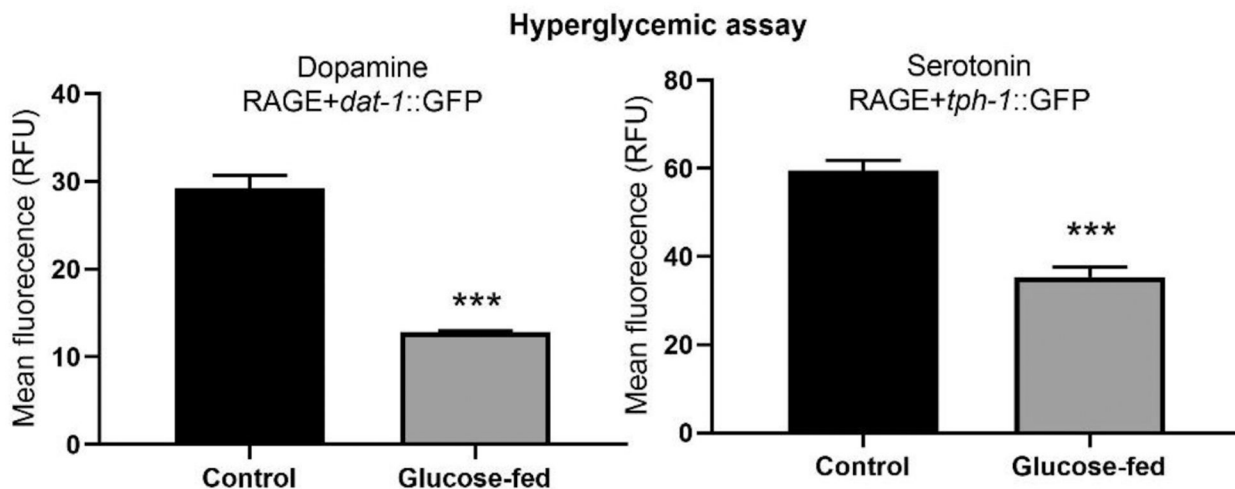 Hyperglycemic assay
Dopamine
RAGE+dat-1::GFP
Mean fluorecence (RFU)
40
30
20
10
0
***
Control
Glucose-fed
Serotonin
RAGE+tph-1::GFP
Mean fluorecence (RFU)
80
60
40
20
0
***
Control
Glucose-fed